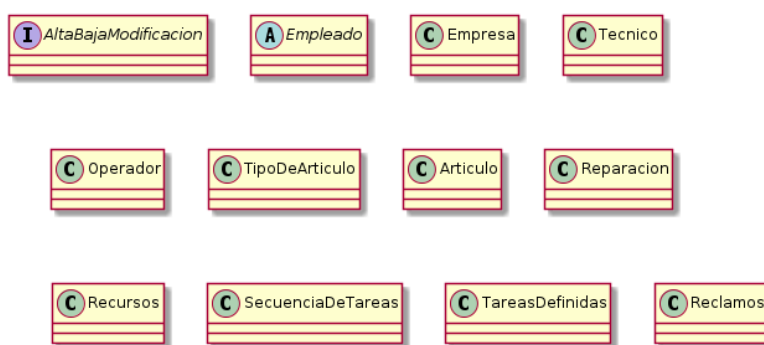 I AltaBajaModificacion A Empleado C Empresa C Tecnico
C Operador C TipoDeArticulo C Articulo C Reparacion
C Recursos C SecuenciaDeTareas C TareasDefinidas C Reclamos